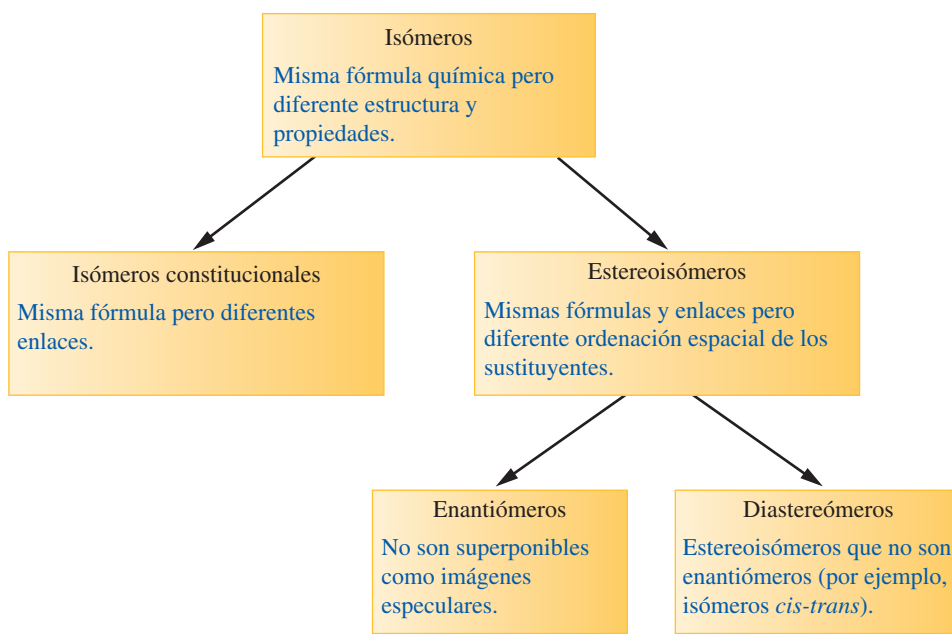 Isómeros
Misma fórmula química pero
diferente estructura y
propiedades.
Isómeros constitucionales
Misma fórmula pero diferentes
enlaces.
Estereoisómeros
Mismas fórmulas y enlaces pero
diferente ordenación espacial de los
sustituyentes.
Enantiómeros
No son superponibles
como imágenes
especulares.
Diastereómeros
Estereoisómeros que no son
enantiómeros (por ejemplo,
isómeros cis-trans).